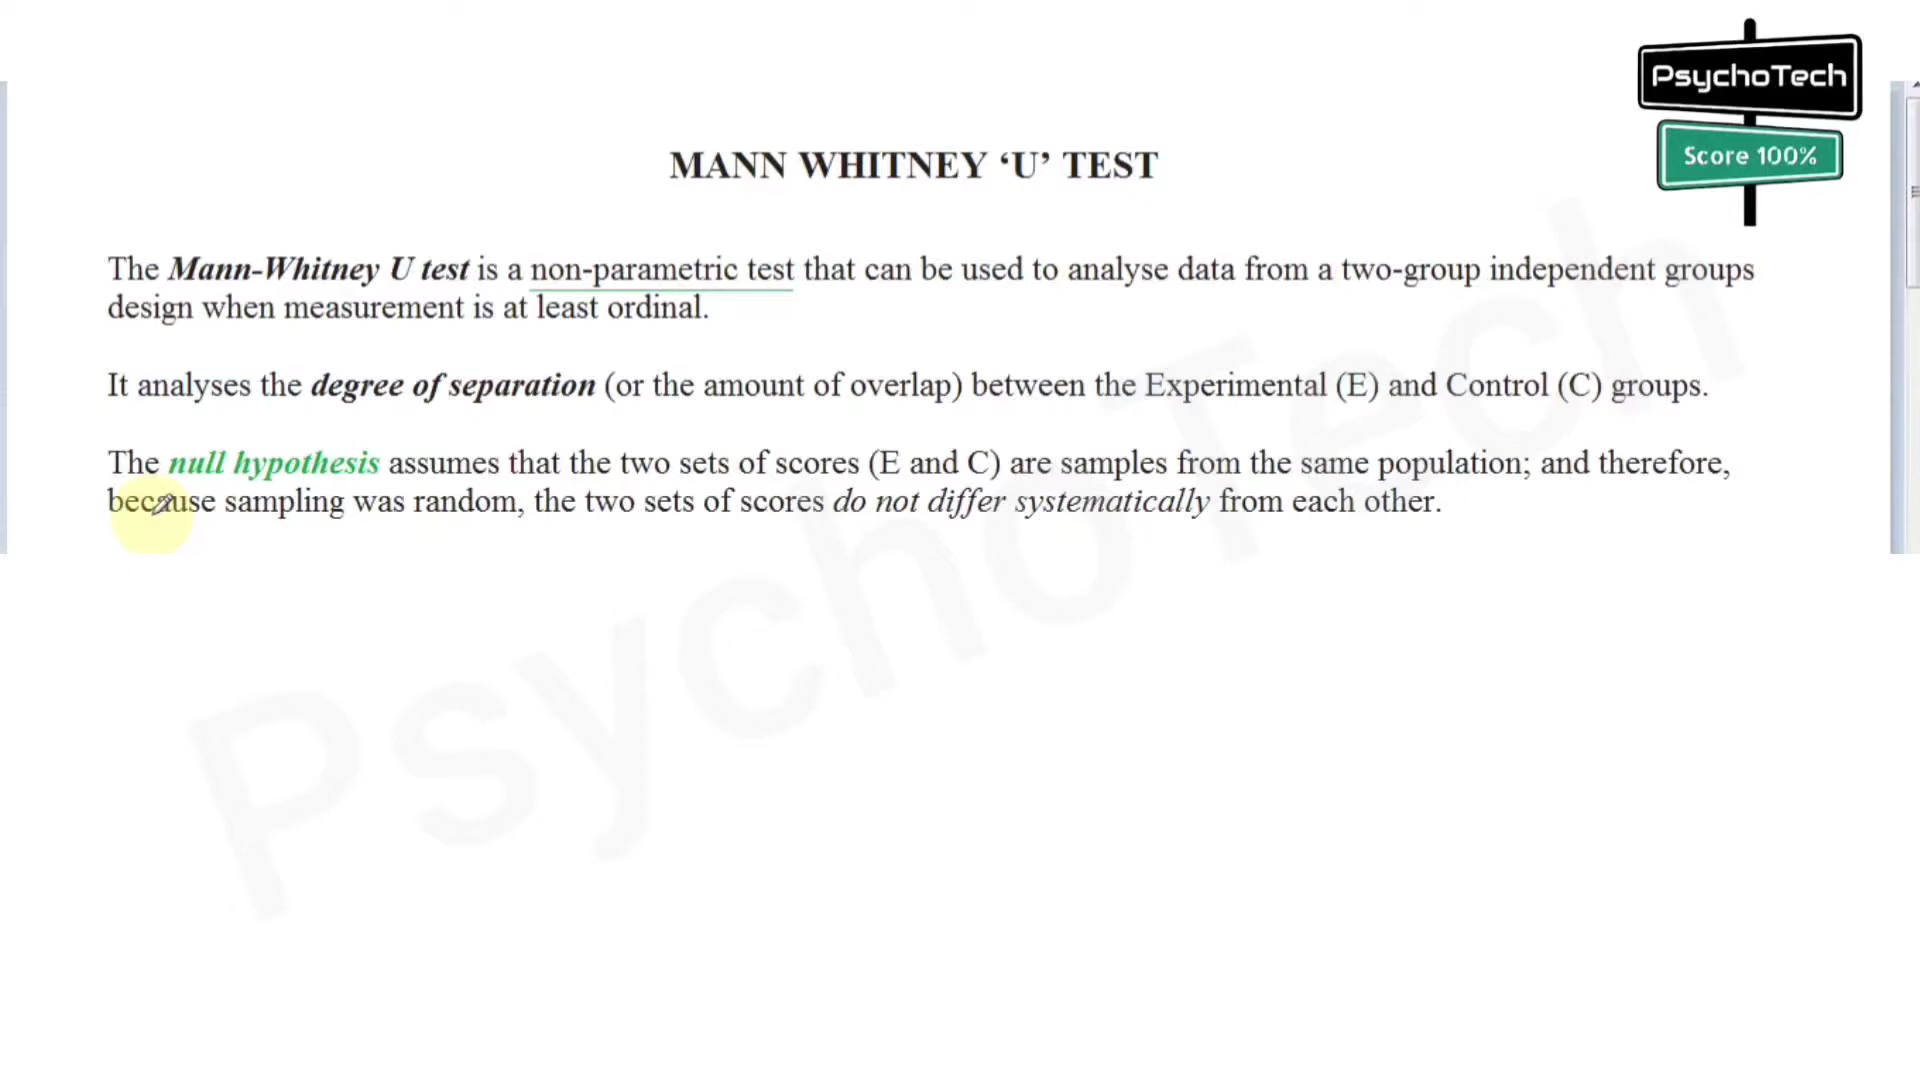 PsychoTech
Score 100%
MANN WHITNEY ‘U’ TEST
The Mann-Whitney U test is a non-parametric test that can be used to analyse data from a two-group independent groups
design when measurement is at least ordinal.
It analyses the degree of separation (or the amount of overlap) between the Experimental (E) and Control (C) groups.
The null hypothesis assumes that the two sets of scores (E and C) are samples from the same population; and therefore,
because sampling was random, the two sets of scores do not differ systematically from each other.
PsychoTech